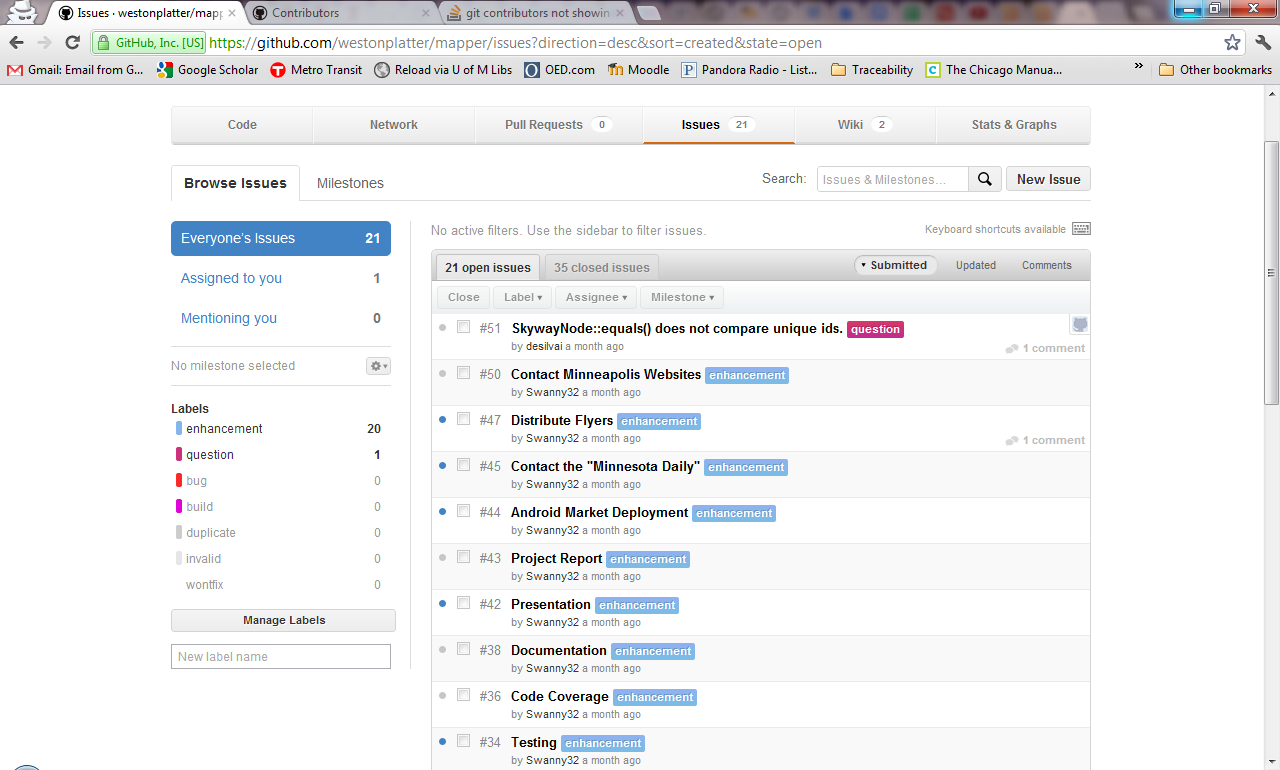 Issues · westonplatter/mapp
Contributors
git contributors not showin
GitHub, Inc. [US] https://github.com/westonplatter/mapper/issues?direction=desc&sort=created&state=open
Gmail: Email from G...
Google Scholar
Metro Transit
Reload via U of M Libs
OED.com
Moodle
Pandora Radio - List...
Traceability
The Chicago Manua...
»
Other bookmarks
Code
Network
Pull Requests 0
Issues 21
Wiki 2
Stats & Graphs
Browse Issues
Milestones
Search:
Issues & Milestones...
New Issue
Everyone's Issues 21
Assigned to you 1
Mentioning you 0
No milestone selected
Labels
enhancement 20
question 1
bug 0
build 0
duplicate 0
invalid 0
wontfix 0
Manage Labels
New label name
No active filters. Use the sidebar to filter issues.
Keyboard shortcuts available
21 open issues
35 closed issues
Submitted
Updated
Comments
Close
Label
Assignee
Milestone
#51 SkywayNode::equals() does not compare unique ids. question
by desilvai a month ago
1 comment
#50 Contact Minneapolis Websites enhancement
by Swanny32 a month ago
#47 Distribute Flyers enhancement
by Swanny32 a month ago
1 comment
#45 Contact the "Minnesota Daily" enhancement
by Swanny32 a month ago
#44 Android Market Deployment enhancement
by Swanny32 a month ago
#43 Project Report enhancement
by Swanny32 a month ago
#42 Presentation enhancement
by Swanny32 a month ago
#38 Documentation enhancement
by Swanny32 a month ago
#36 Code Coverage enhancement
by Swanny32 a month ago
#34 Testing enhancement
by Swanny32 a month ago